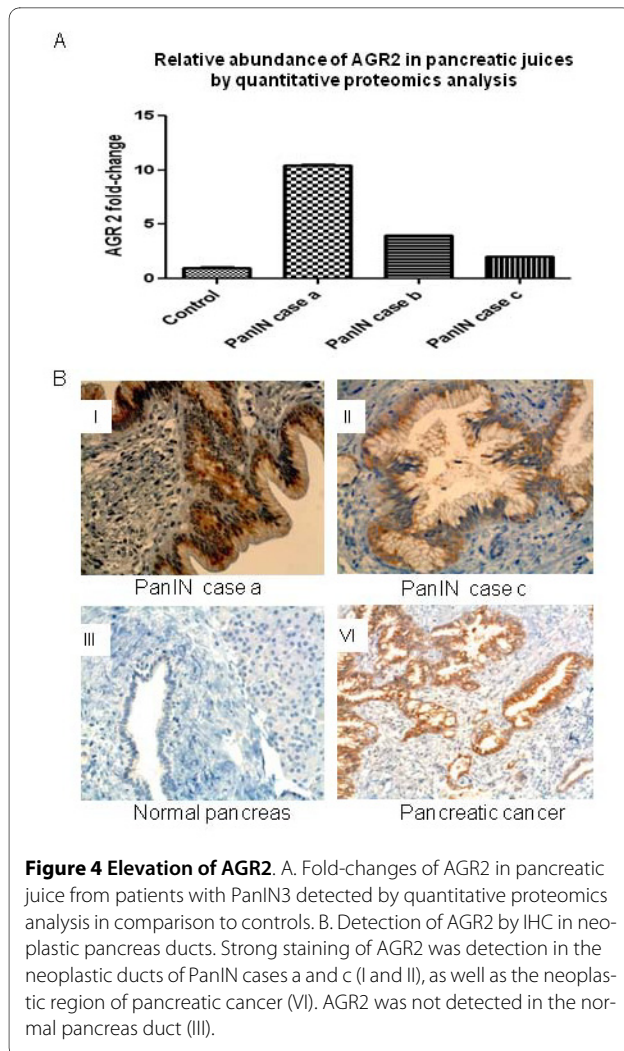 A
Relative abundance of AGR2 in pancreatic juices
by quantitative proteomics analysis
AGR 2 fold-change
15
10
5
0
Control
PanIN case a
PanIN case b
PanIN case c
B
I
II
PanIN case a
PanIN case c
III
VI
Normal pancreas
Pancreatic cancer
Figure 4 Elevation of AGR2. A. Fold-changes of AGR2 in pancreatic
juice from patients with PanIN3 detected by quantitative proteomics
analysis in comparison to controls. B. Detection of AGR2 by IHC in neo-
plastic pancreas ducts. Strong staining of AGR2 was detection in the
neoplastic ducts of PanIN cases a and c (I and II), as well as the neoplas-
tic region of pancreatic cancer (VI). AGR2 was not detected in the nor-
mal pancreas duct (III).